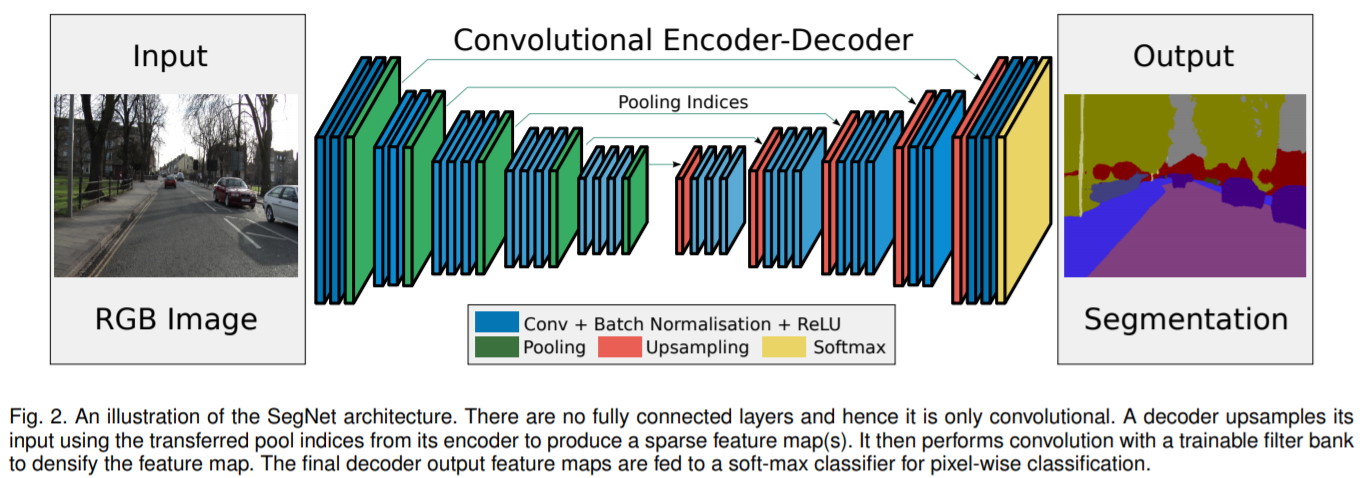 Input
RGB Image
Convolutional Encoder-Decoder
Pooling Indices
Conv + Batch Normalisation + ReLU
Pooling
Upsampling
Softmax
Output
Segmentation
Fig. 2. An illustration of the SegNet architecture. There are no fully connected layers and hence it is only convolutional. A decoder upsamples its
input using the transferred pool indices from its encoder to produce a sparse feature map(s). It then performs convolution with a trainable filter bank
to densify the feature map. The final decoder output feature maps are fed to a soft-max classifier for pixel-wise classification.